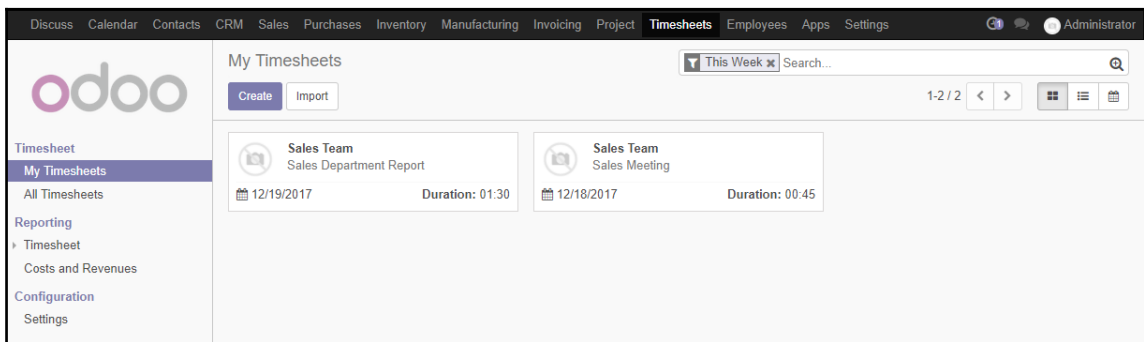 Discuss Calendar Contacts CRM Sales Purchases Inventory Manufacturing Invoicing Project Timesheets Employees Apps Settings 1 Administrator
odoo
My Timesheets
This Week × Search...
Create Import
1-2 / 2
Timesheet
My Timesheets
All Timesheets
Reporting
Timesheet
Costs and Revenues
Configuration
Settings
Sales Team
Sales Department Report
12/19/2017 Duration: 01:30
Sales Team
Sales Meeting
12/18/2017 Duration: 00:45